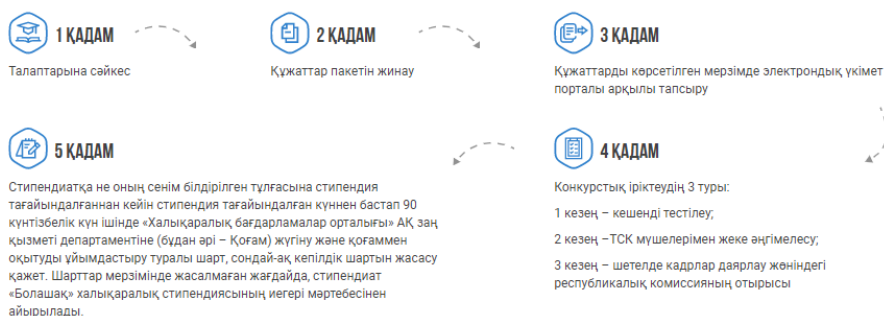 1 ҚАДАМ
Талаптарына сәйкес
2 ҚАДАМ
Құжаттар пакетін жинау
3 ҚАДАМ
Құжаттарды көрсетілген мерзімде электрондық үкімет
порталы арқылы тапсыру
4 ҚАДАМ
Конкурстық іріктеудің 3 туры:
1 кезең – кешенді тестілеу;
2 кезең –ТСК мүшелерімен жеке әңгімелесу;
3 кезең – шетелде кадрлар даярлау жөніндегі
республикалық комиссияның отырысы
5 ҚАДАМ
Стипендиатқа не оның сенім білдірілген тұлғасына стипендия
тағайындалғаннан кейін стипендия тағайындалған күннен бастап 90
күнтізбелік күн ішінде «Халықаралық бағдарламалар орталығы» АҚ заң
қызметі департаментіне (бұдан әрі – Қоғам) жүгіну және қоғаммен
оқытуды ұйымдастыру туралы шарт, сондай-ақ кепілдік шартын жасасу
қажет. Шарттар мерзімінде жасалмаған жағдайда, стипендиат
«Болашақ» халықаралық стипендиясының иегері мәртебесінен
айырылады.